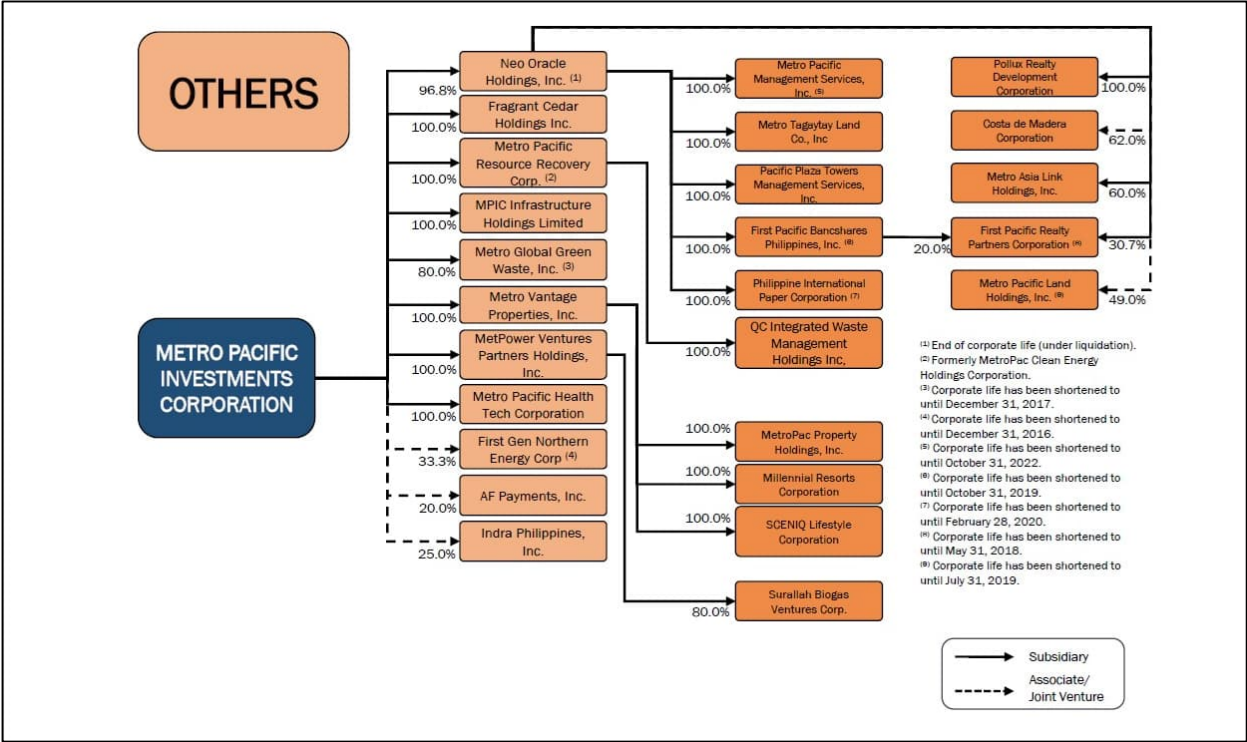 OTHERS
METRO PACIFIC
INVESTMENTS
CORPORATION
Neo Oracle
Holdings, Inc. (1)
96.8%
Fragrant Cedar
Holdings Inc.
100.0%
Metro Pacific
Resource Recovery
Corp. (2)
100.0%
MPIC Infrastructure
Holdings Limited
100.0%
Metro Global Green
Waste, Inc. (3)
80.0%
Metro Vantage
Properties, Inc.
100.0%
MetPower Ventures
Partners Holdings,
Inc.
100.0%
Metro Pacific Health
Tech Corporation
100.0%
First Gen Northern
Energy Corp (4)
33.3%
AF Payments, Inc.
20.0%
Indra Philippines,
Inc.
25.0%
Metro Pacific
Management Services,
Inc. (5)
100.0%
Metro Tagaytay Land
Co., Inc
100.0%
Pacific Plaza Towers
Management Services,
Inc.
100.0%
First Pacific Bancshares
Philippines, Inc. (6)
100.0%
Philippine International
Paper Corporation (7)
100.0%
QC Integrated Waste
Management
Holdings Inc,
100.0%
100.0%
MetroPac Property
Holdings, Inc.
100.0%
Millennial Resorts
Corporation
100.0%
SCENIQ Lifestyle
Corporation
Surallah Biogas
Ventures Corp.
80.0%
Pollux Realty
Development
Corporation
100.0%
Costa de Madera
Corporation
62.0%
Metro Asia Link
Holdings, Inc.
60.0%
First Pacific Realty
Partners Corporation (8)
20.0%
30.7%
Metro Pacific Land
Holdings, Inc. (9)
49.0%
(1) End of corporate life (under liquidation).
(2) Formerly MetroPac Clean Energy
Holdings Corporation.
(3) Corporate life has been shortened to
until December 31, 2017.
(4) Corporate life has been shortened to
until December 31, 2016.
(5) Corporate life has been shortened to
until October 31, 2022.
(6) Corporate life has been shortened to
until October 31, 2019.
(7) Corporate life has been shortened to
until February 28, 2020.
(8) Corporate life has been shortened to
until May 31, 2018.
(9) Corporate life has been shortened to
until July 31, 2019.
Subsidiary
Associate/
Joint Venture